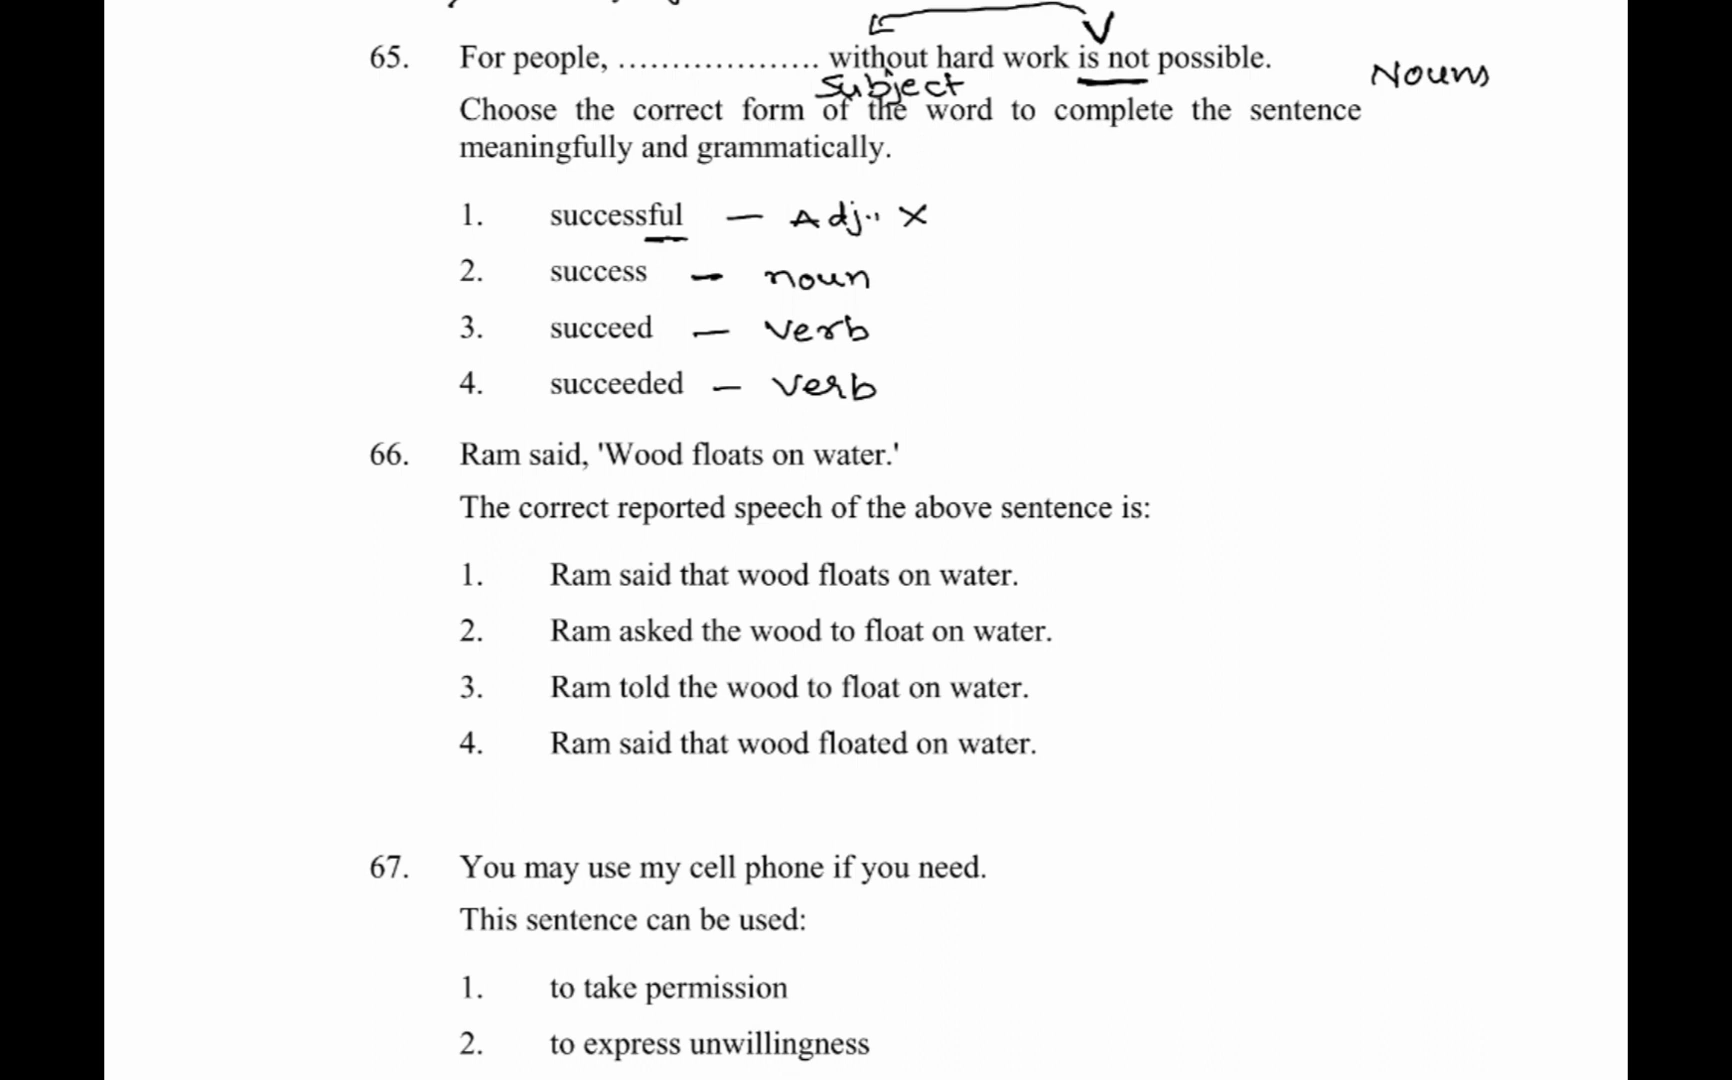 V
65. For people, ................... without hard work is not possible.
Nouns
Subject
Choose the correct form of the word to complete the sentence
meaningfully and grammatically.
1. successful — Adj.. X
2. success — noun
3. succeed — verb
4. succeeded — verb
66. Ram said, 'Wood floats on water.'
The correct reported speech of the above sentence is:
1. Ram said that wood floats on water.
2. Ram asked the wood to float on water.
3. Ram told the wood to float on water.
4. Ram said that wood floated on water.
67. You may use my cell phone if you need.
This sentence can be used:
1. to take permission
2. to express unwillingness